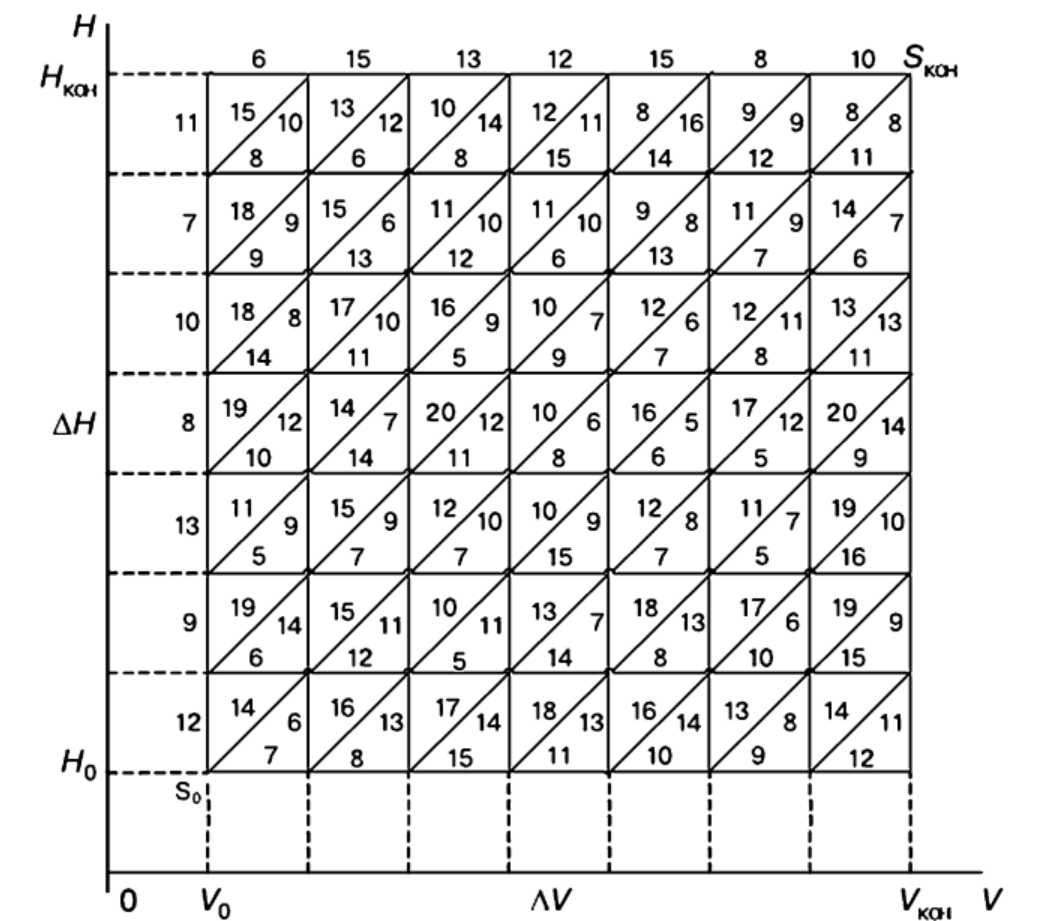 H
6 15 13 12 15 8 10 Sкон
Hкон
11 15 10 13 12 10 14 12 11 8 16 9 9 8 8
8 6 8 15 14 12 11
7 18 9 15 6 11 10 11 10 9 8 11 9 14 7
9 13 12 6 13 7 6
10 18 8 17 10 16 9 10 7 12 6 12 11 13 13
14 11 5 9 7 8 11
ΔH 8 19 12 14 7 20 12 10 6 16 5 17 12 20 14
10 14 11 8 6 5 9
13 11 9 15 9 12 10 10 9 12 8 11 7 19 10
5 7 7 15 7 5 16
9 19 14 15 11 10 11 13 7 18 13 17 6 19 9
6 12 5 14 8 10 15
12 14 6 16 13 17 14 18 13 16 14 13 8 14 11
H₀ 7 8 15 11 10 9 12
S₀
0 V₀ ΛV Vкон V